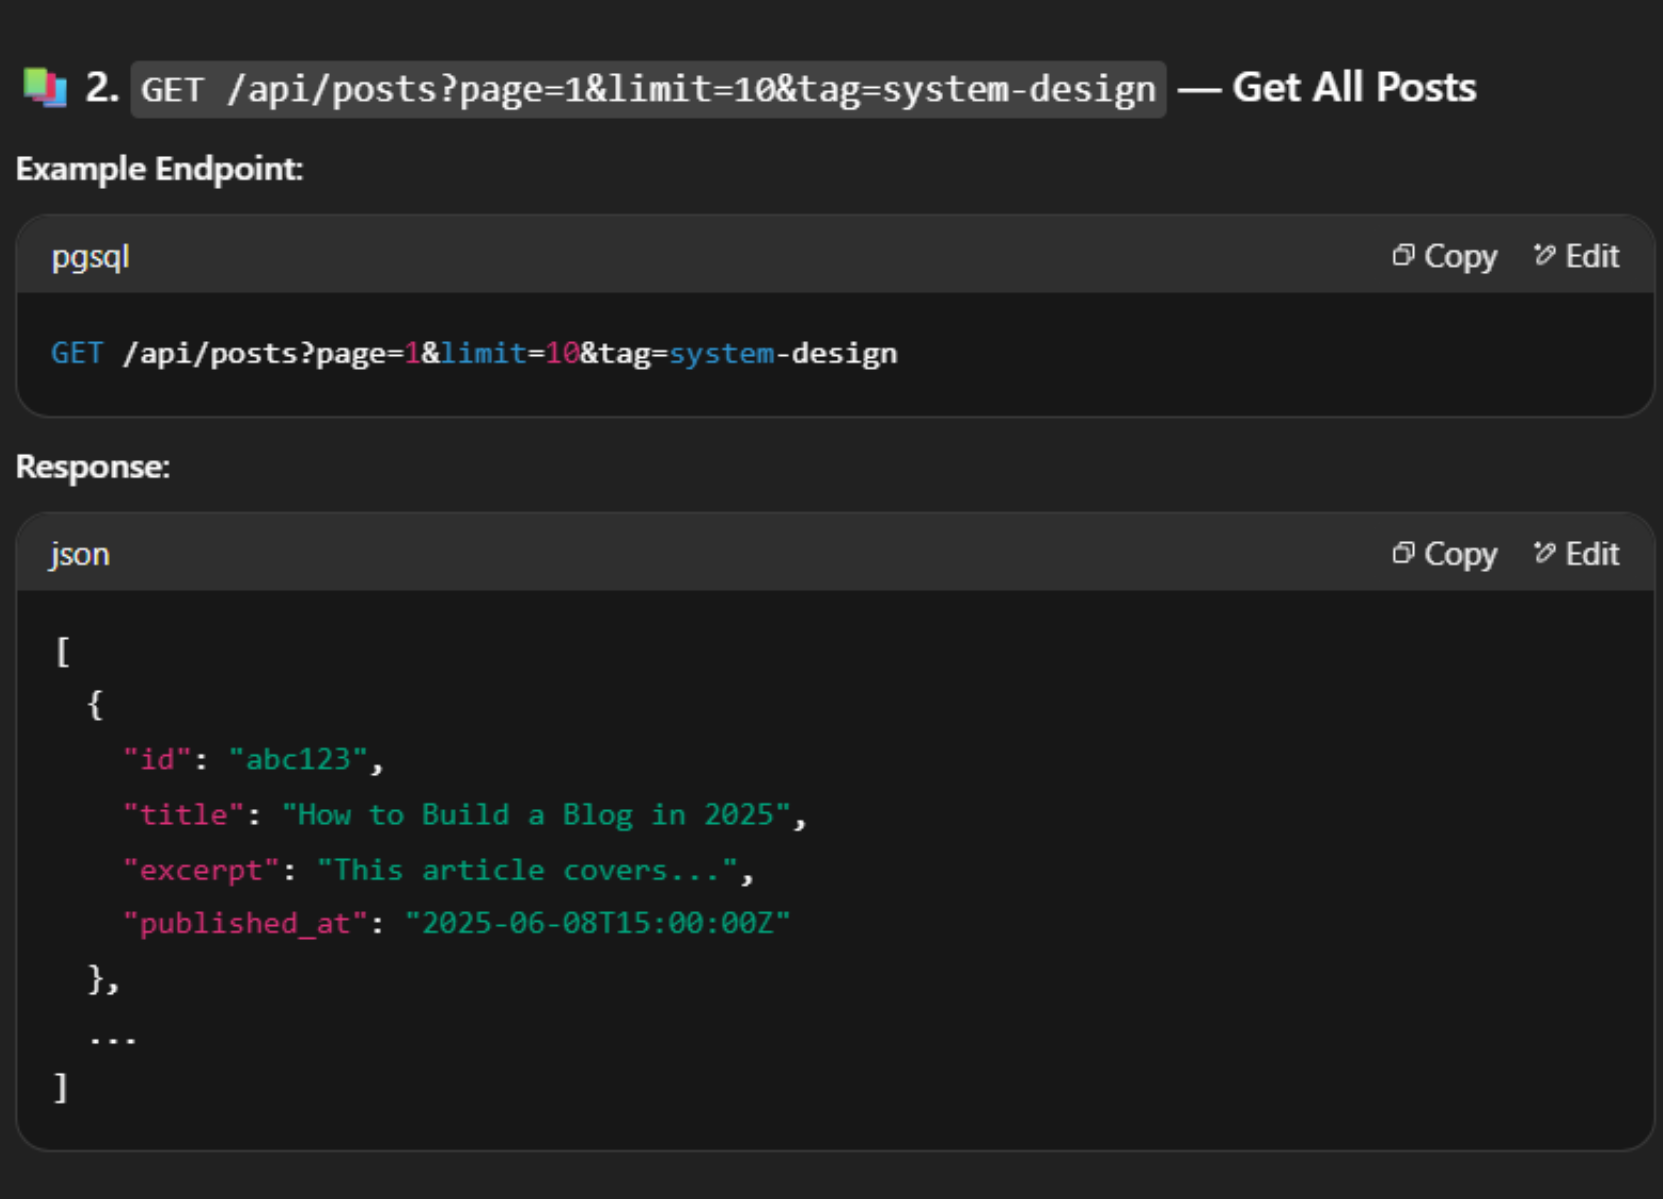 2. GET /api/posts?page=1&limit=10&tag=system-design — Get All Posts
Example Endpoint:
pgsql Copy Edit
GET /api/posts?page=1&limit=10&tag=system-design
Response:
json Copy Edit
[
  {
    "id": "abc123",
    "title": "How to Build a Blog in 2025",
    "excerpt": "This article covers...",
    "published_at": "2025-06-08T15:00:00Z"
  },
  ...
]